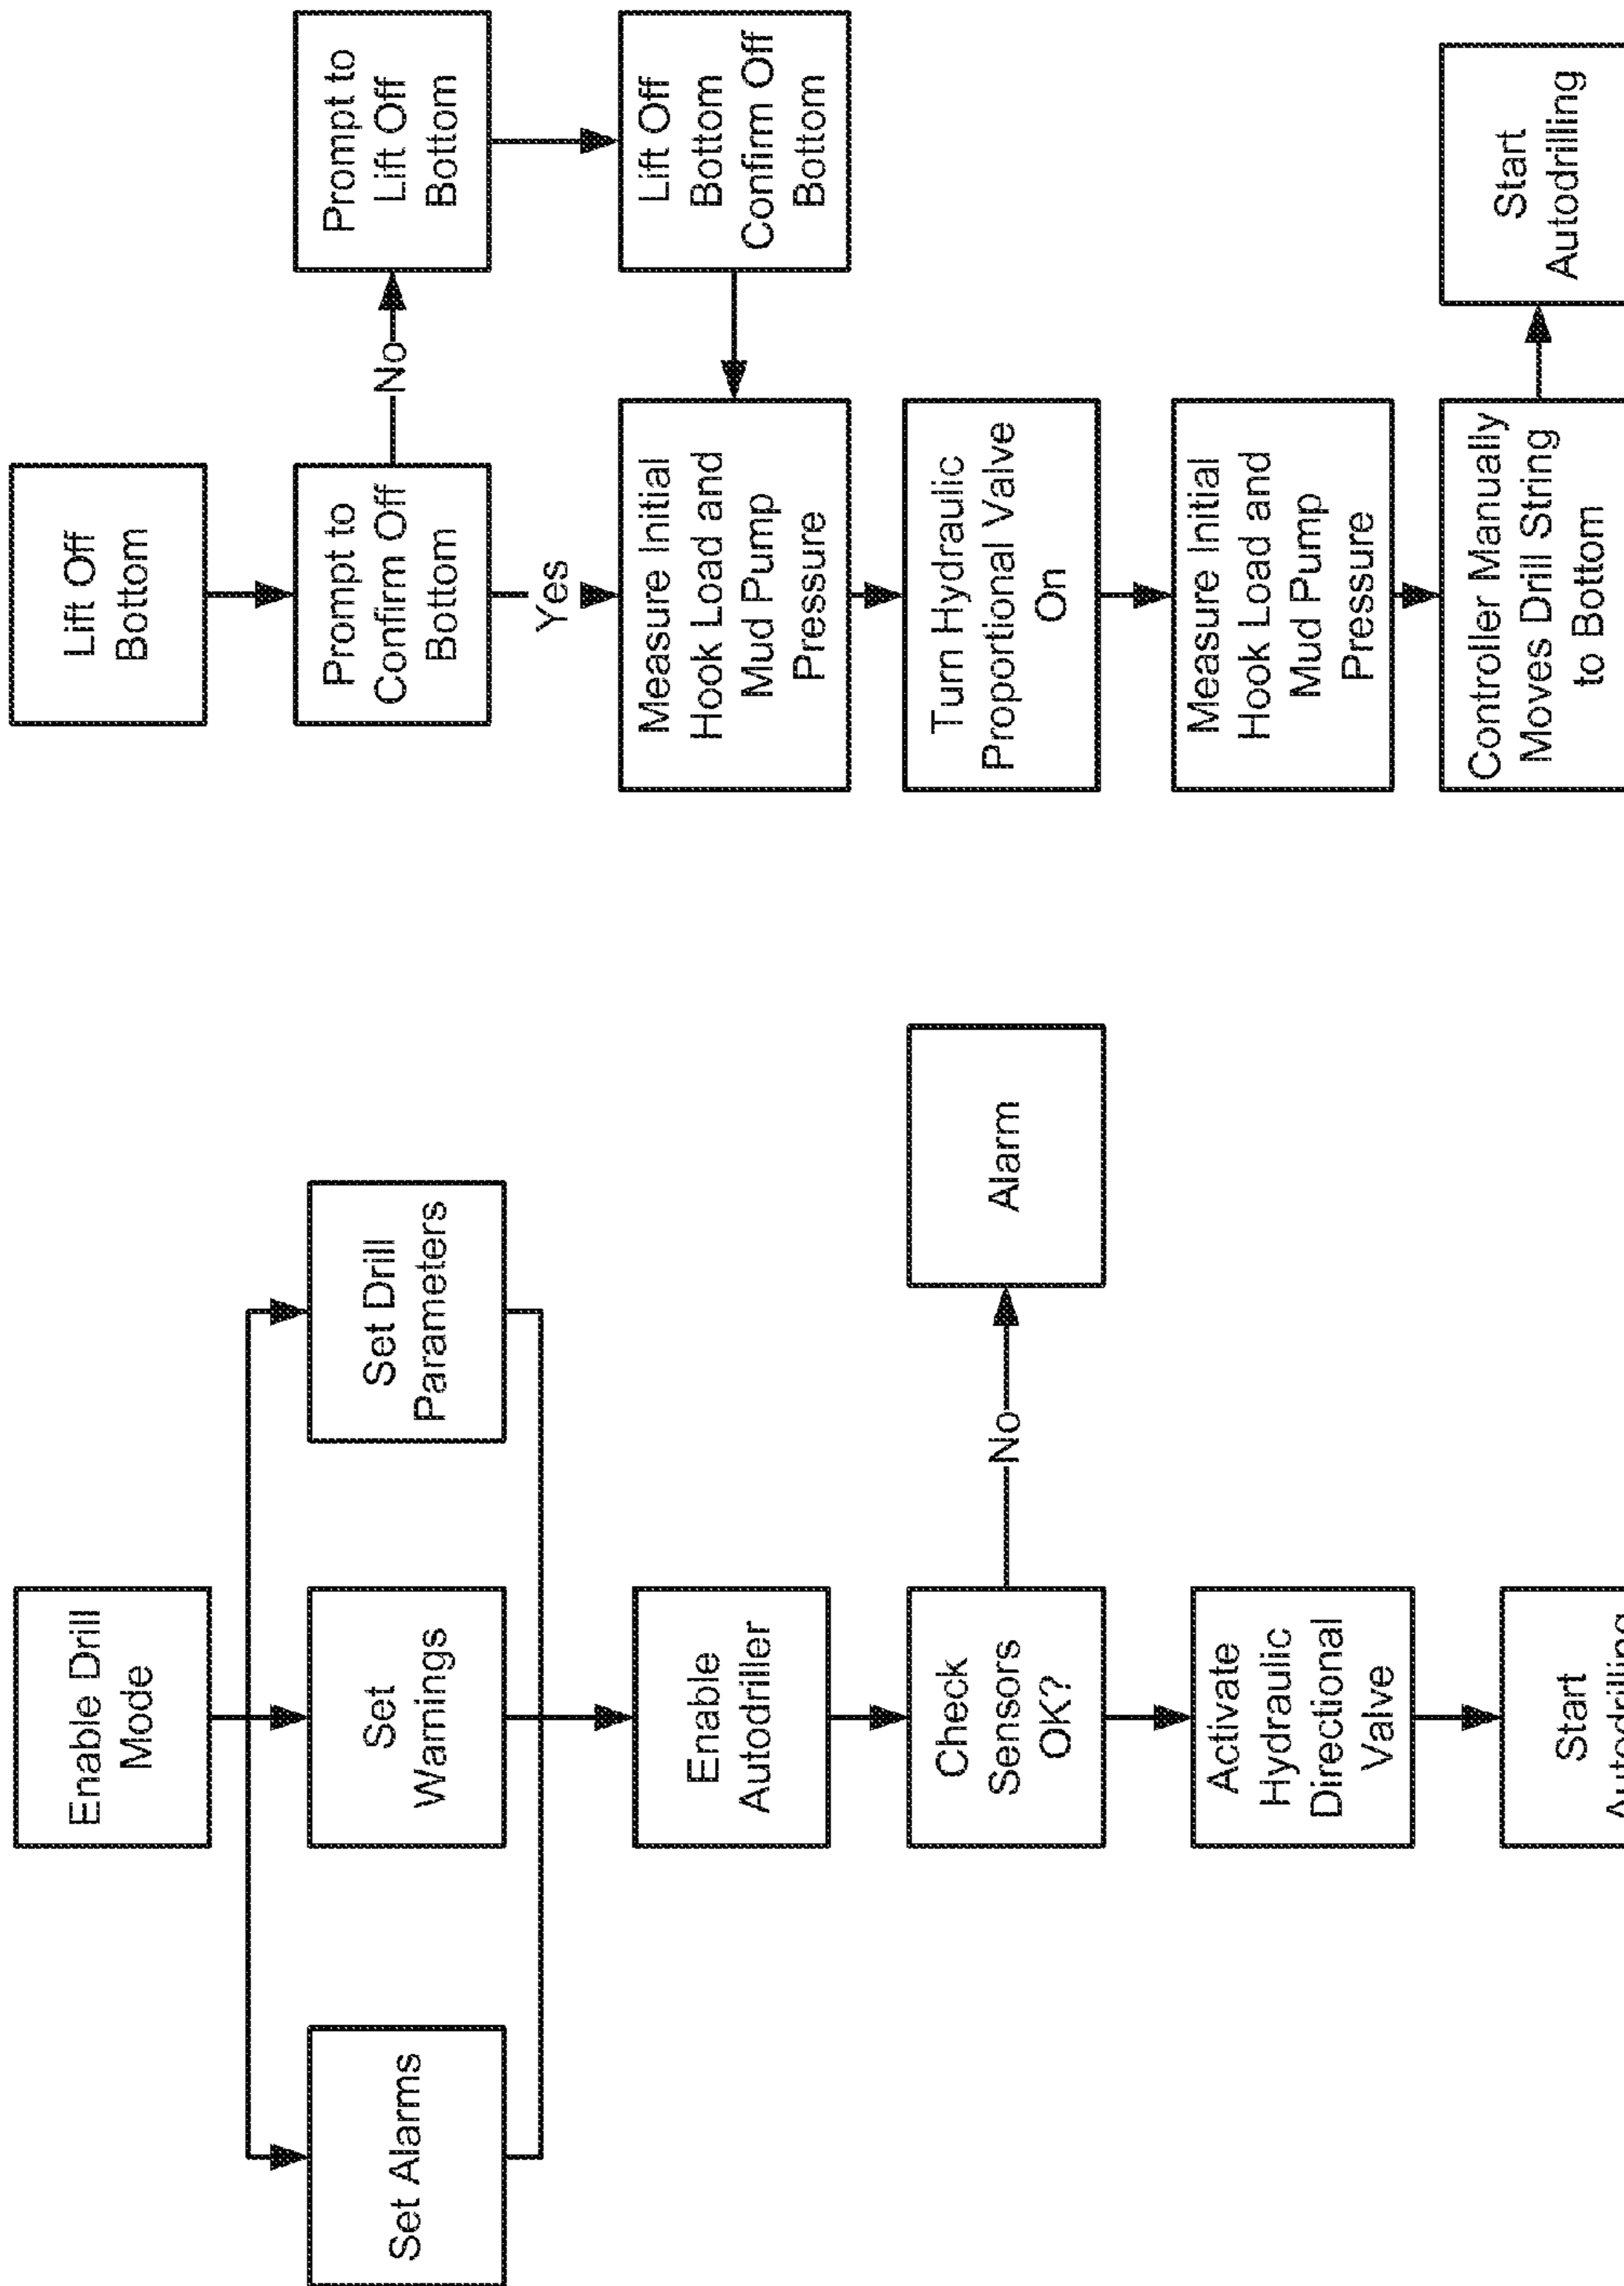 Enable Drill
Mode
Set Alarms
Set
Warnings
Set Drill
Parameters
Enable
Autodriller
Check
Sensors
OK?
No
Alarm
Activate
Hydraulic
Directional
Valve
Start
Autodrilling
Lift Off
Bottom
Prompt to
Confirm Off
Bottom
No
Prompt to
Lift Off
Bottom
Yes
Lift Off
Bottom
Confirm Off
Bottom
Measure Initial
Hook Load and
Mud Pump
Pressure
Turn Hydraulic
Proportional Valve
On
Measure Initial
Hook Load and
Mud Pump
Pressure
Controller Manually
Moves Drill String
to Bottom
Start
Autodrilling